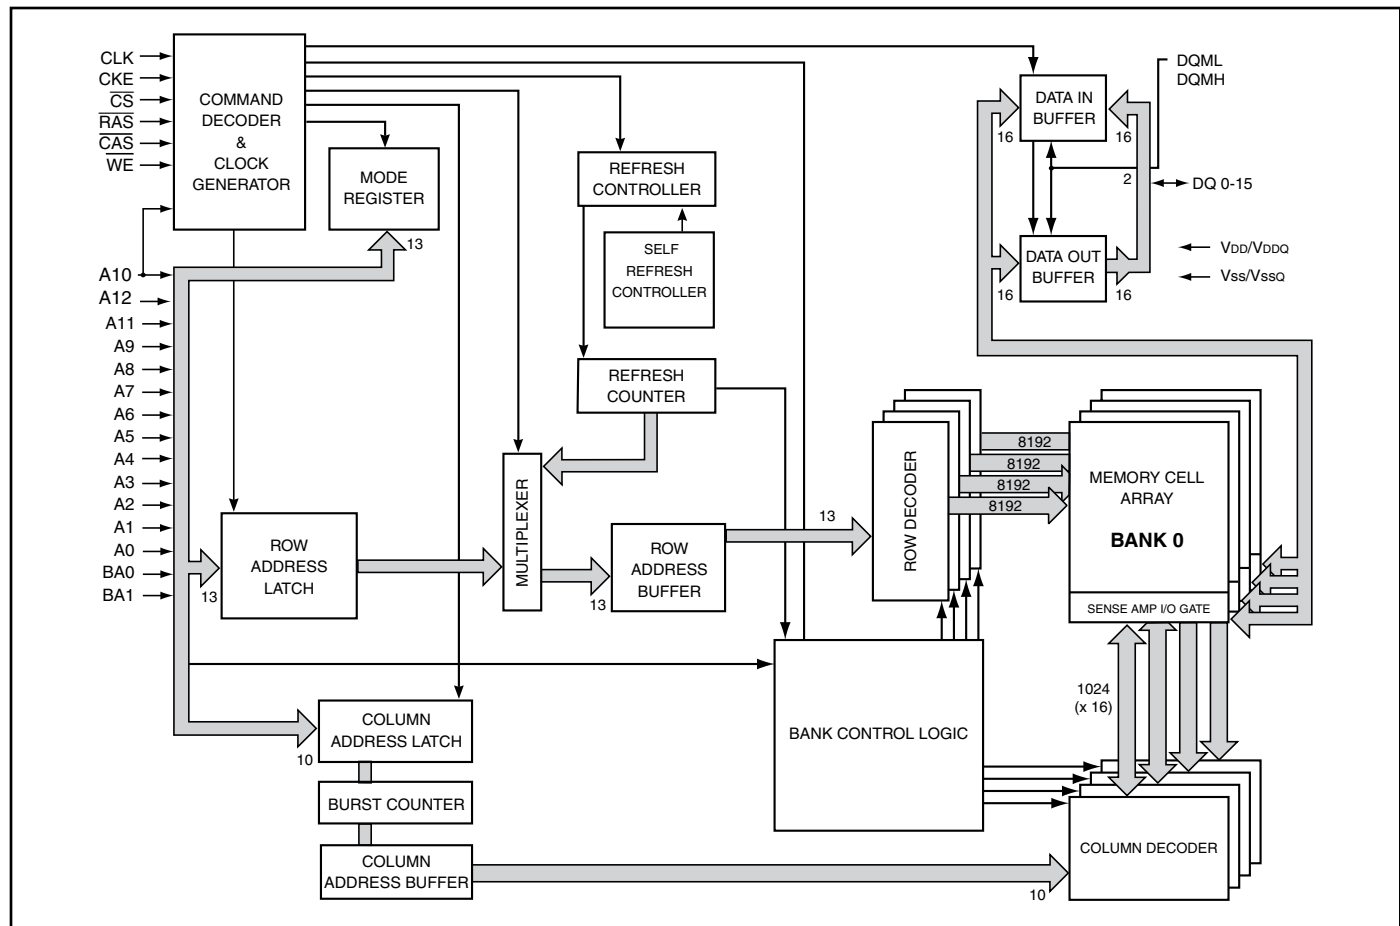 CLK
CKE
CS
RAS
CAS
WE
COMMAND
DECODER
&
CLOCK
GENERATOR
MODE
REGISTER
13
REFRESH
CONTROLLER
SELF
REFRESH
CONTROLLER
REFRESH
COUNTER
DATA IN
BUFFER
16
16
DQML
DQMH
2
DQ 0-15
DATA OUT
BUFFER
16
16
VDD/VDDQ
VSS/VSSQ
A10
A12
A11
A9
A8
A7
A6
A5
A4
A3
A2
A1
A0
BA0
BA1
13
ROW
ADDRESS
LATCH
MULTIPLEXER
13
ROW
ADDRESS
BUFFER
13
ROW DECODER
8192
8192
8192
8192
MEMORY CELL
ARRAY
BANK 0
SENSE AMP I/O GATE
1024
(x 16)
BANK CONTROL LOGIC
10
COLUMN
ADDRESS LATCH
BURST COUNTER
COLUMN
ADDRESS BUFFER
10
COLUMN DECODER